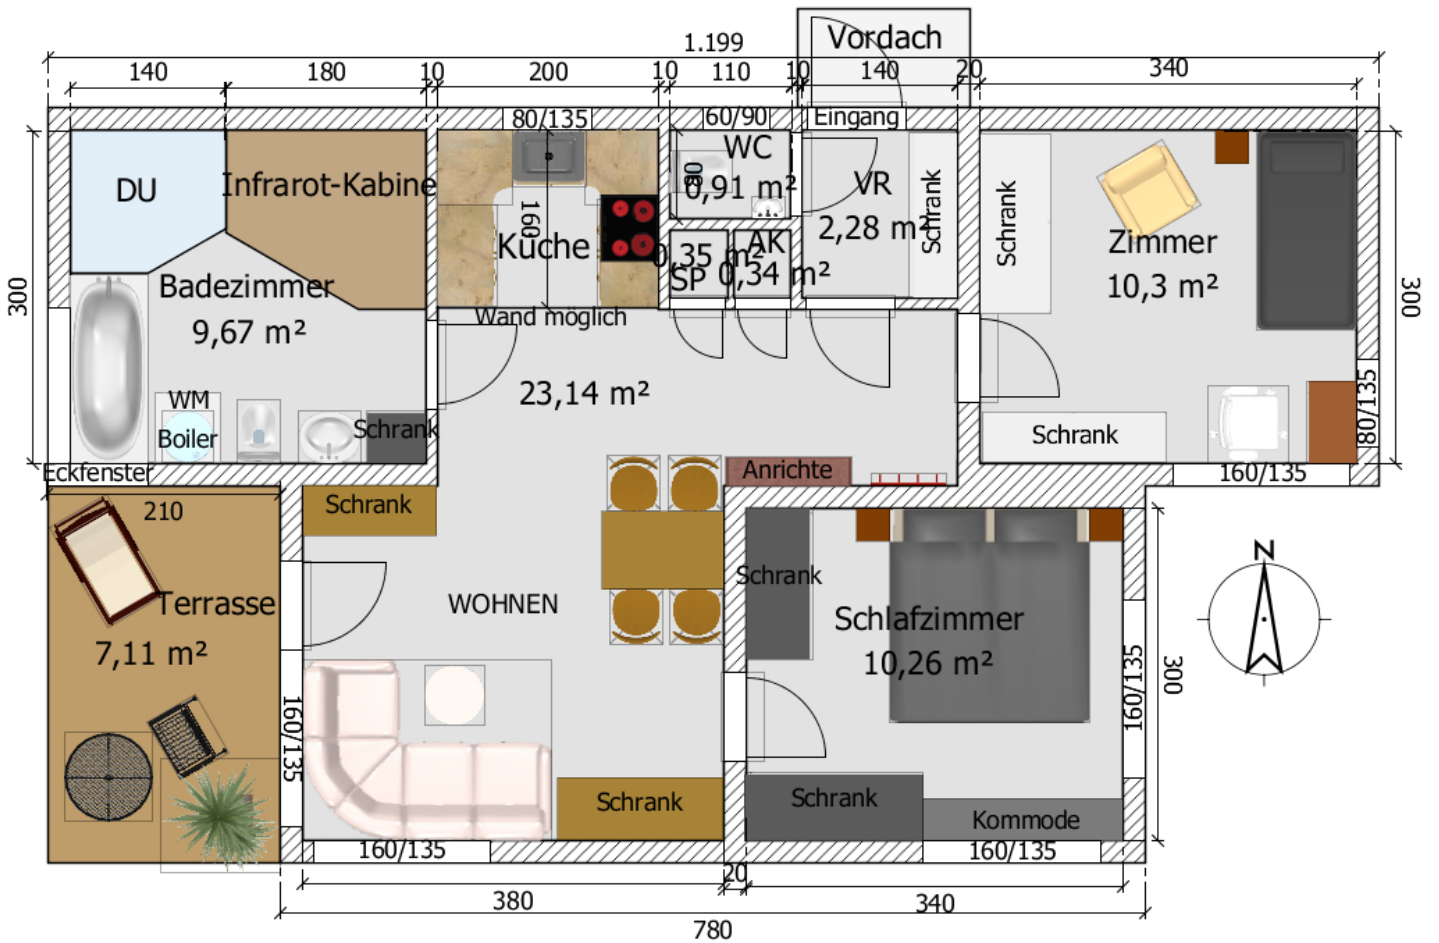 Vordach
1.199
140
180
10
200
10
110
10
140
20
340
80/135
60/90
Eingang
DU
Infrarot-Kabine
Küche
160
WC
0,91 m²
VR
2,28 m²
Schrank
Schrank
Zimmer
10,3 m²
300
300
Badezimmer
9,67 m²
0,35 m²
SP
AK
0,34 m²
Wand möglich
23,14 m²
WM
Boiler
Schrank
Schrank
80/135
160/135
Eckfenster
210
Schrank
Anrichte
N
Terrasse
7,11 m²
WOHNEN
Schrank
Schlafzimmer
10,26 m²
160/135
300
160/135
Schrank
Schrank
Kommode
160/135
160/135
20
380
340
780